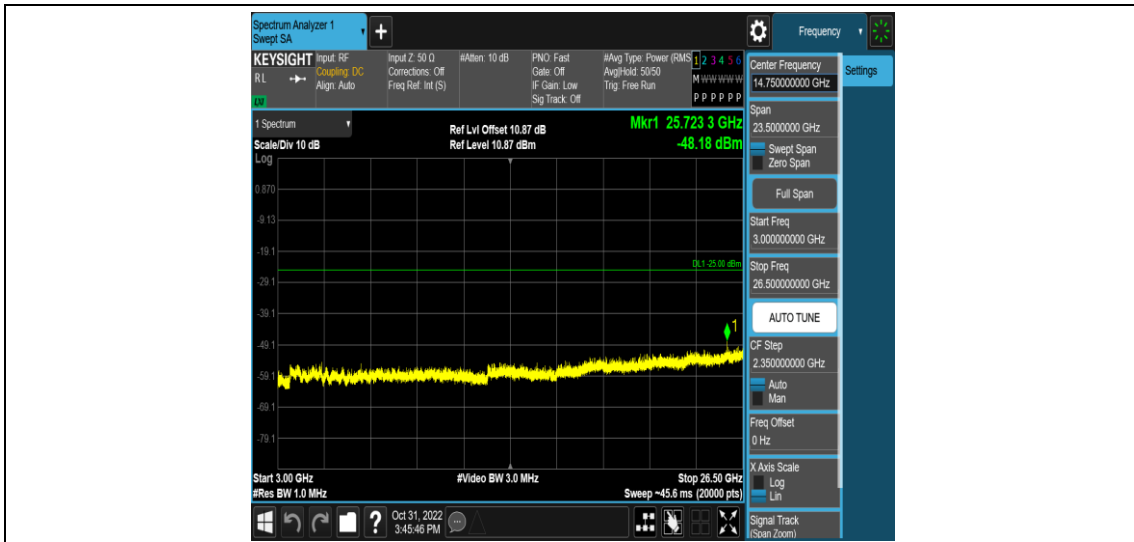 Spectrum Analyzer 1
Swept SA
+
Frequency
KEYSIGHT
RL
LXI
Input: RF
Coupling: DC
Align: Auto
Input Z: 50 Ω
Corrections: Off
Freq Ref: Int (S)
#Atten: 10 dB
PNO: Fast
Gate: Off
IF Gain: Low
Sig Track: Off
#Avg Type: Power (RMS
Avg|Hold: 50/50
Trig: Free Run
1 2 3 4 5 6
M W W W W W
P P P P P P
1 Spectrum
Scale/Div 10 dB
Ref Lvl Offset 10.87 dB
Ref Level 10.87 dBm
Mkr1 25.723 3 GHz
-48.18 dBm
Log
0.870
-9.13
-19.1
DL1 -25.00 dBm
-29.1
-39.1
1
-49.1
-59.1
-69.1
-79.1
Start 3.00 GHz
#Res BW 1.0 MHz
#Video BW 3.0 MHz
Stop 26.50 GHz
Sweep ~45.6 ms (20000 pts)
?
Oct 31, 2022
3:45:46 PM
Center Frequency
14.750000000 GHz
Settings
Span
23.5000000 GHz
Swept Span
Zero Span
Full Span
Start Freq
3.000000000 GHz
Stop Freq
26.500000000 GHz
AUTO TUNE
CF Step
2.350000000 GHz
Auto
Man
Freq Offset
0 Hz
X Axis Scale
Log
Lin
Signal Track
(Span Zoom)